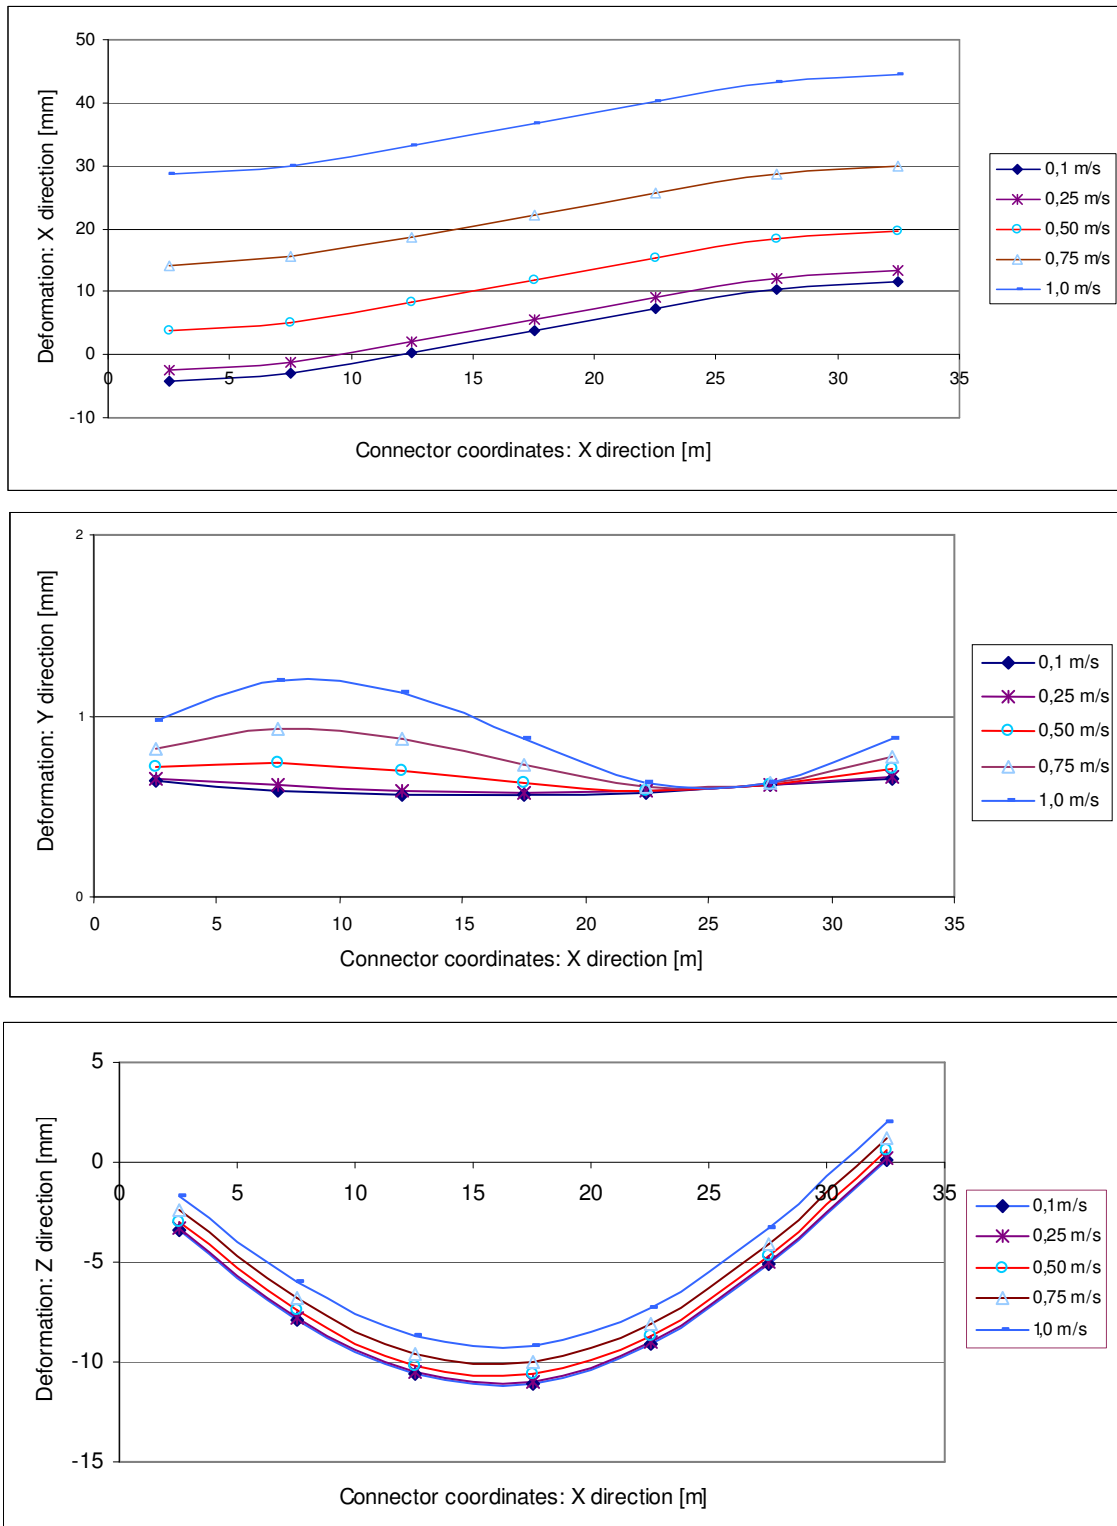 Deformation: X direction [mm]
50
40
30
20
10
0
-10
0 5 10 15 20 25 30 35
Connector coordinates: X direction [m]
0,1 m/s
0,25 m/s
0,50 m/s
0,75 m/s
1,0 m/s
Deformation: Y direction [mm]
2
1
0
0 5 10 15 20 25 30 35
Connector coordinates: X direction [m]
0,1 m/s
0,25 m/s
0,50 m/s
0,75 m/s
1,0 m/s
Deformation: Z direction [mm]
5
0
-5
-10
-15
0 5 10 15 20 25 30 35
Connector coordinates: X direction [m]
0,1m/s
0,25 m/s
0,50 m/s
0,75 m/s
1,0 m/s